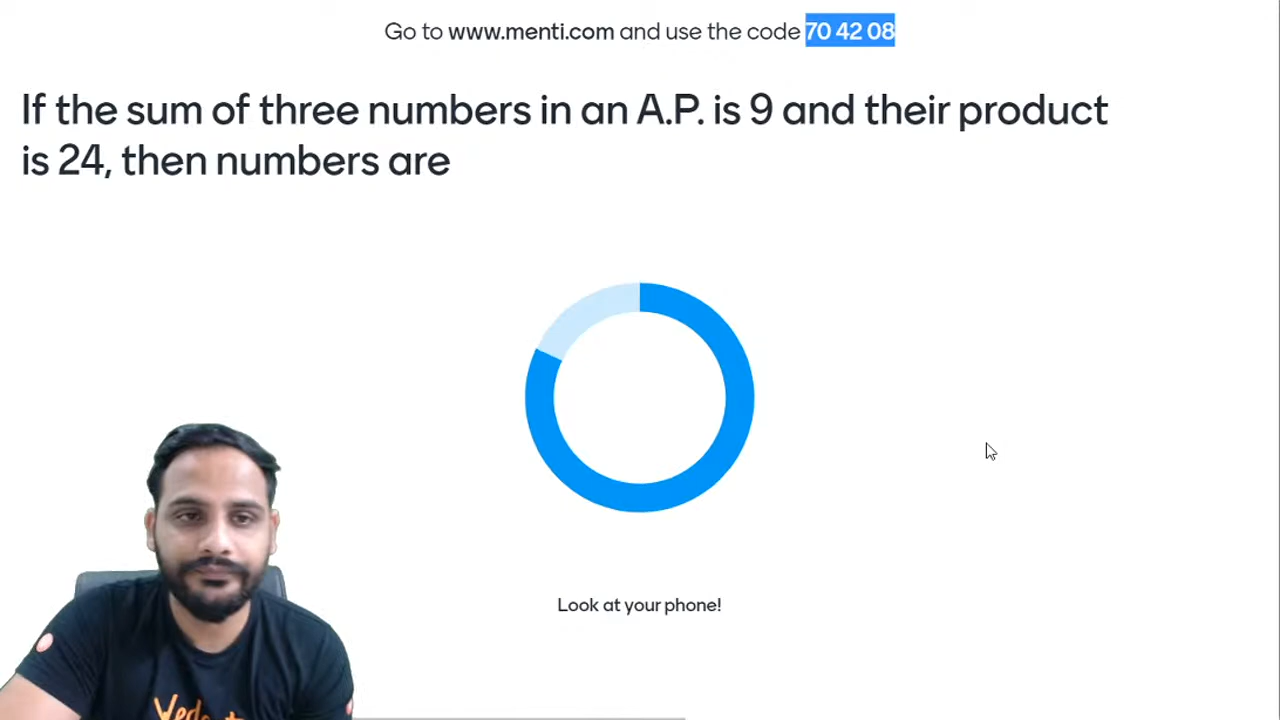 Go to www.menti.com and use the code 70 42 08
If the sum of three numbers in an A.P. is 9 and their product
is 24, then numbers are
Look at your phone!